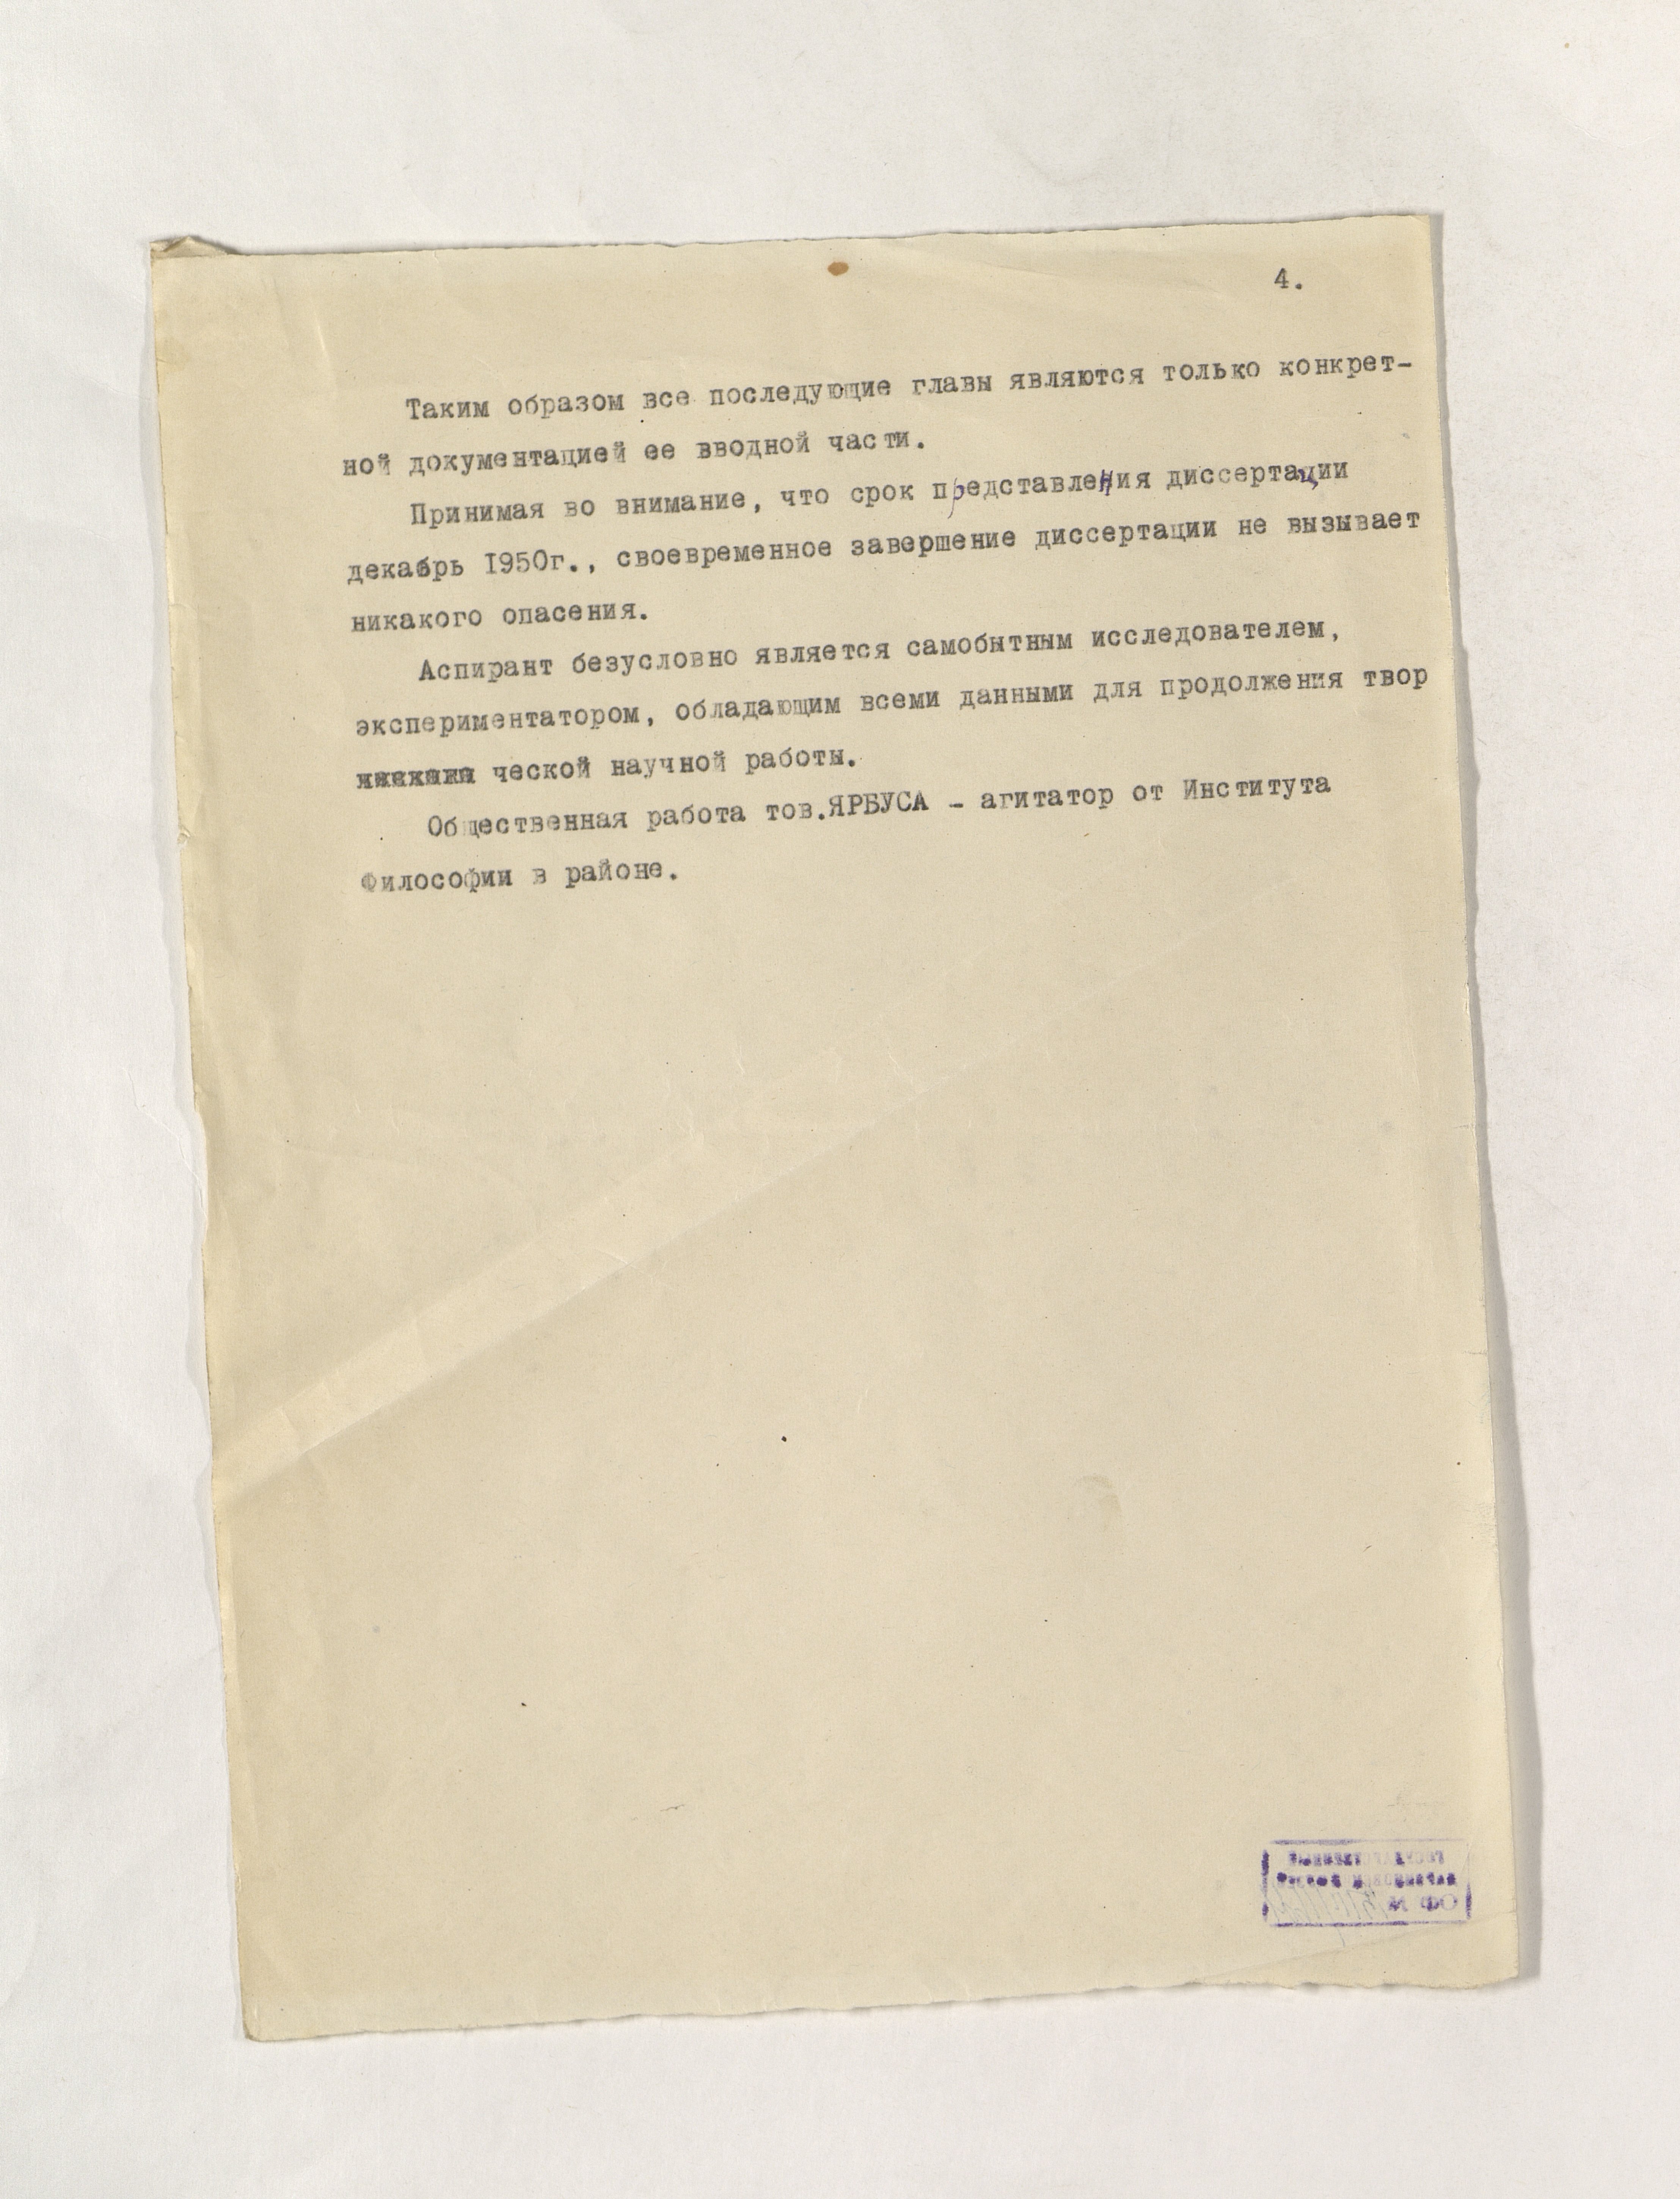 4.
Таким образом все последующие главы являются только конкрет-
ной документацией ее вводной части.
Принимая во внимание, что срок представления диссертации
декабрь 1950г., своевременное завершение диссертации не вызывает
никакого опасения.
Аспирант безусловно является самобытным исследователем,
экспериментатором, обладающим всеми данными для продолжения твор
ческой научной работы.
Общественная работа тов.ЯРБУСА - агитатор от Института
Философии в районе.
ОФ №